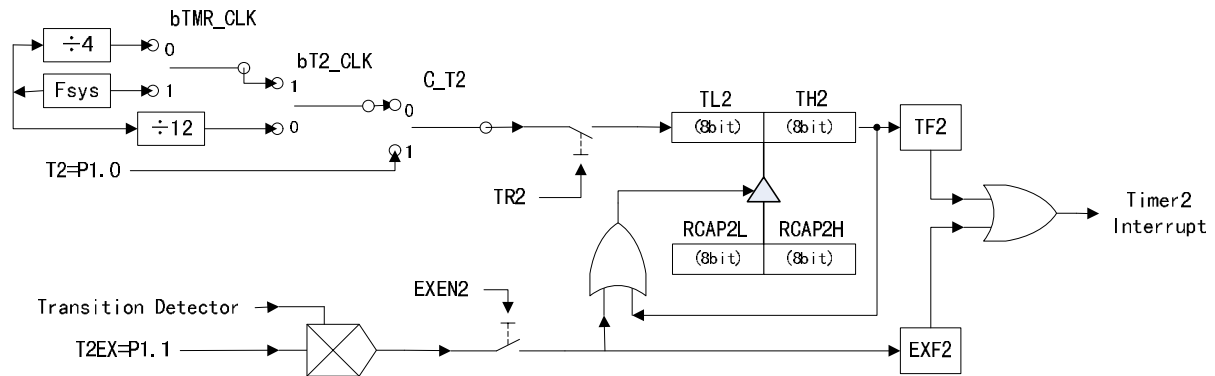 bTMR_CLK
÷4
0
bT2_CLK
C_T2
Fsys
1
1
0
÷12
0
T2=P1.0
1
TR2
TL2
TH2
(8bit)
(8bit)
TF2
RCAP2L
RCAP2H
(8bit)
(8bit)
Timer2
Interrupt
EXEN2
Transition Detector
T2EX=P1.1
EXF2